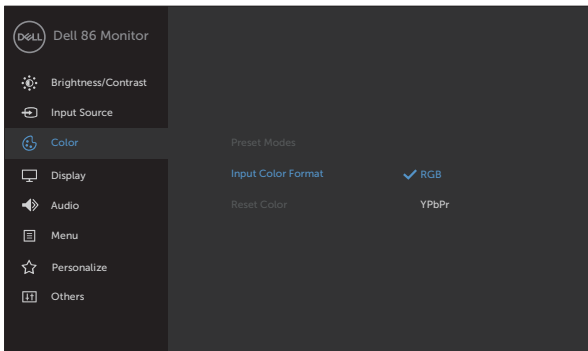 DELL
Dell 86 Monitor
Brightness/Contrast
Input Source
Color
Preset Modes
Display
Input Color Format
RGB
Audio
Reset Color
YPbPr
Menu
Personalize
Others